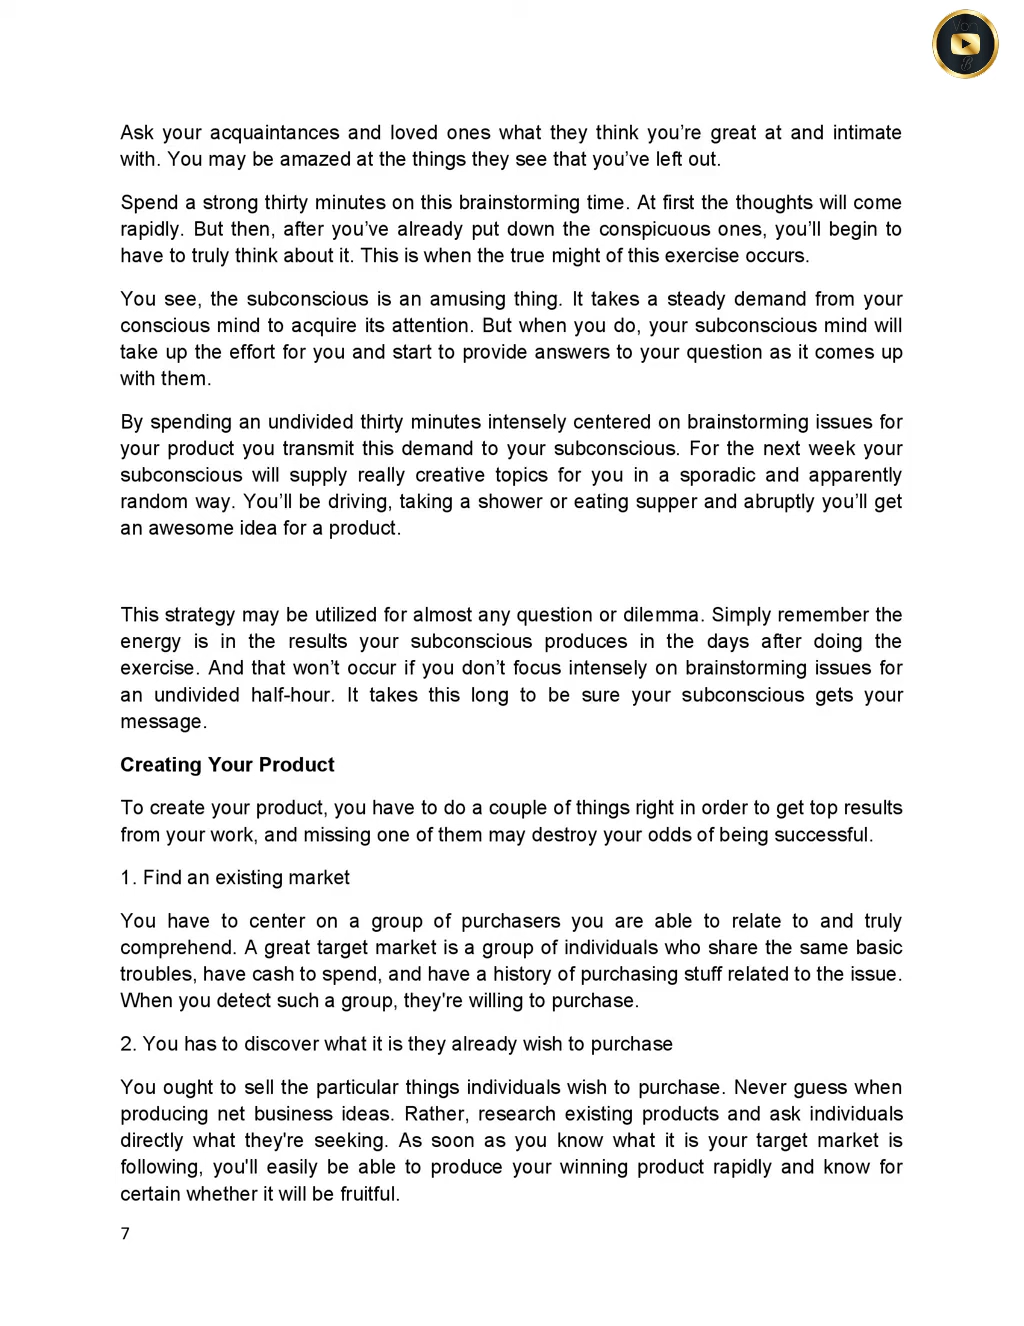 Von
B
Ask your acquaintances and loved ones what they think you’re great at and intimate
with. You may be amazed at the things they see that you’ve left out.
Spend a strong thirty minutes on this brainstorming time. At first the thoughts will come
rapidly. But then, after you’ve already put down the conspicuous ones, you’ll begin to
have to truly think about it. This is when the true might of this exercise occurs.
You see, the subconscious is an amusing thing. It takes a steady demand from your
conscious mind to acquire its attention. But when you do, your subconscious mind will
take up the effort for you and start to provide answers to your question as it comes up
with them.
By spending an undivided thirty minutes intensely centered on brainstorming issues for
your product you transmit this demand to your subconscious. For the next week your
subconscious will supply really creative topics for you in a sporadic and apparently
random way. You’ll be driving, taking a shower or eating supper and abruptly you’ll get
an awesome idea for a product.
This strategy may be utilized for almost any question or dilemma. Simply remember the
energy is in the results your subconscious produces in the days after doing the
exercise. And that won’t occur if you don’t focus intensely on brainstorming issues for
an undivided half-hour. It takes this long to be sure your subconscious gets your
message.
Creating Your Product
To create your product, you have to do a couple of things right in order to get top results
from your work, and missing one of them may destroy your odds of being successful.
1. Find an existing market
You have to center on a group of purchasers you are able to relate to and truly
comprehend. A great target market is a group of individuals who share the same basic
troubles, have cash to spend, and have a history of purchasing stuff related to the issue.
When you detect such a group, they're willing to purchase.
2. You has to discover what it is they already wish to purchase
You ought to sell the particular things individuals wish to purchase. Never guess when
producing net business ideas. Rather, research existing products and ask individuals
directly what they're seeking. As soon as you know what it is your target market is
following, you'll easily be able to produce your winning product rapidly and know for
certain whether it will be fruitful.
7